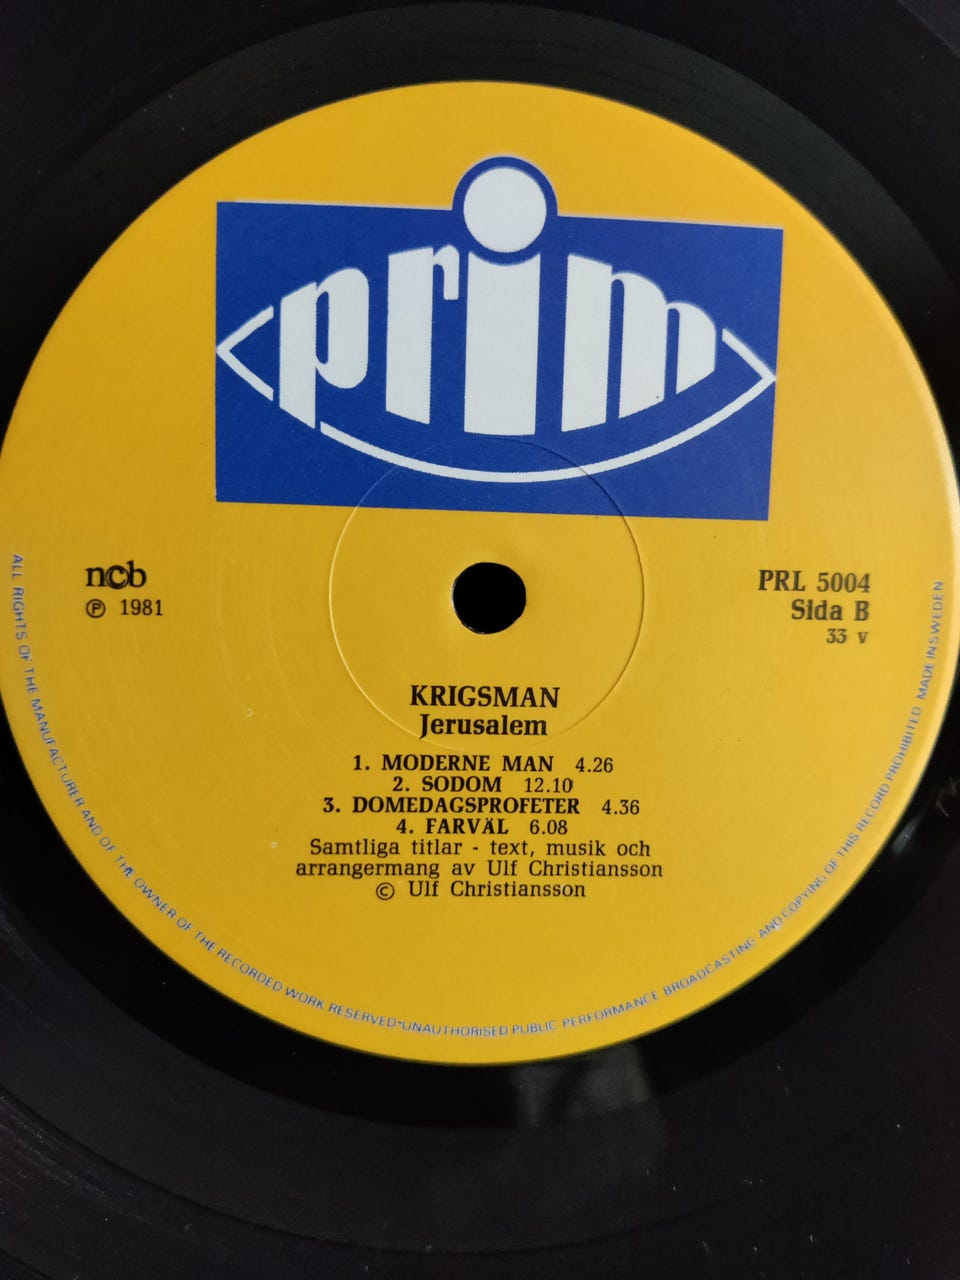 prim
ncb
℗ 1981
PRL 5004
Sida B
33 v
KRIGSMAN
Jerusalem
1. MODERNE MAN 4.26
2. SODOM 12.10
3. DOMEDAGSPROFETER 4.36
4. FARVÄL 6.08
Samtliga titlar - text, musik och
arrangermang av Ulf Christiansson
© Ulf Christiansson
ALL RIGHTS OF THE MANUFACTURER AND OF THE OWNER OF THE RECORDED WORK RESERVED*UNAUTHORISED PUBLIC PERFORMANCE BROADCASTING AND COPYING OF THIS RECORD PROHIBITED MADE IN SWEDEN